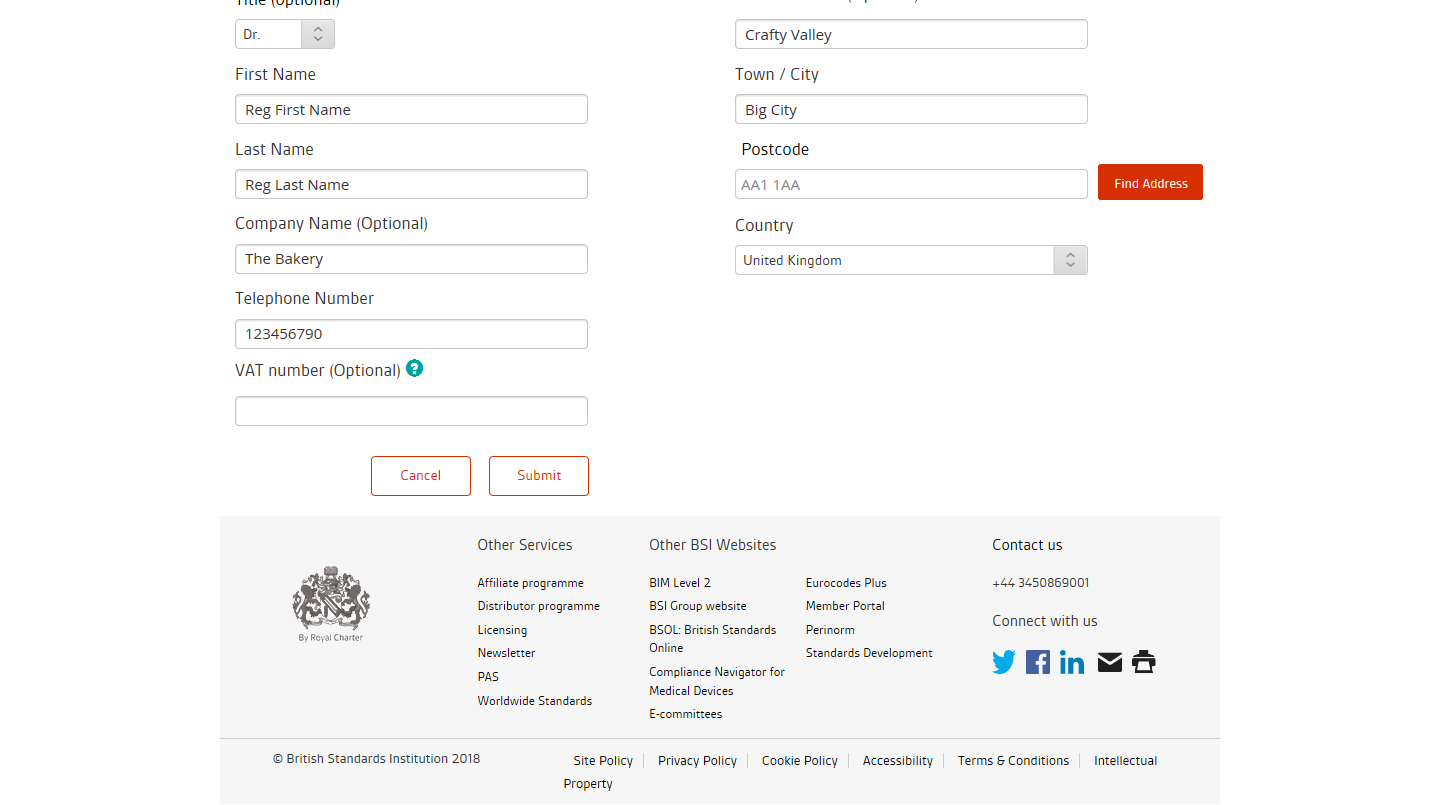 Title (optional)
Dr.
First Name
Reg First Name
Last Name
Reg Last Name
Company Name (Optional)
The Bakery
Telephone Number
123456790
VAT number (Optional) ?
Cancel
Submit
Crafty Valley
Town / City
Big City
Postcode
AA1 1AA
Find Address
Country
United Kingdom
By Royal Charter
Other Services
Affiliate programme
Distributor programme
Licensing
Newsletter
PAS
Worldwide Standards
Other BSI Websites
BIM Level 2
BSI Group website
BSOL: British Standards
Online
Compliance Navigator for
Medical Devices
E-committees
Eurocodes Plus
Member Portal
Perinorm
Standards Development
Contact us
+44 3450869001
Connect with us
© British Standards Institution 2018
Site Policy
Privacy Policy
Cookie Policy
Accessibility
Terms & Conditions
Intellectual
Property